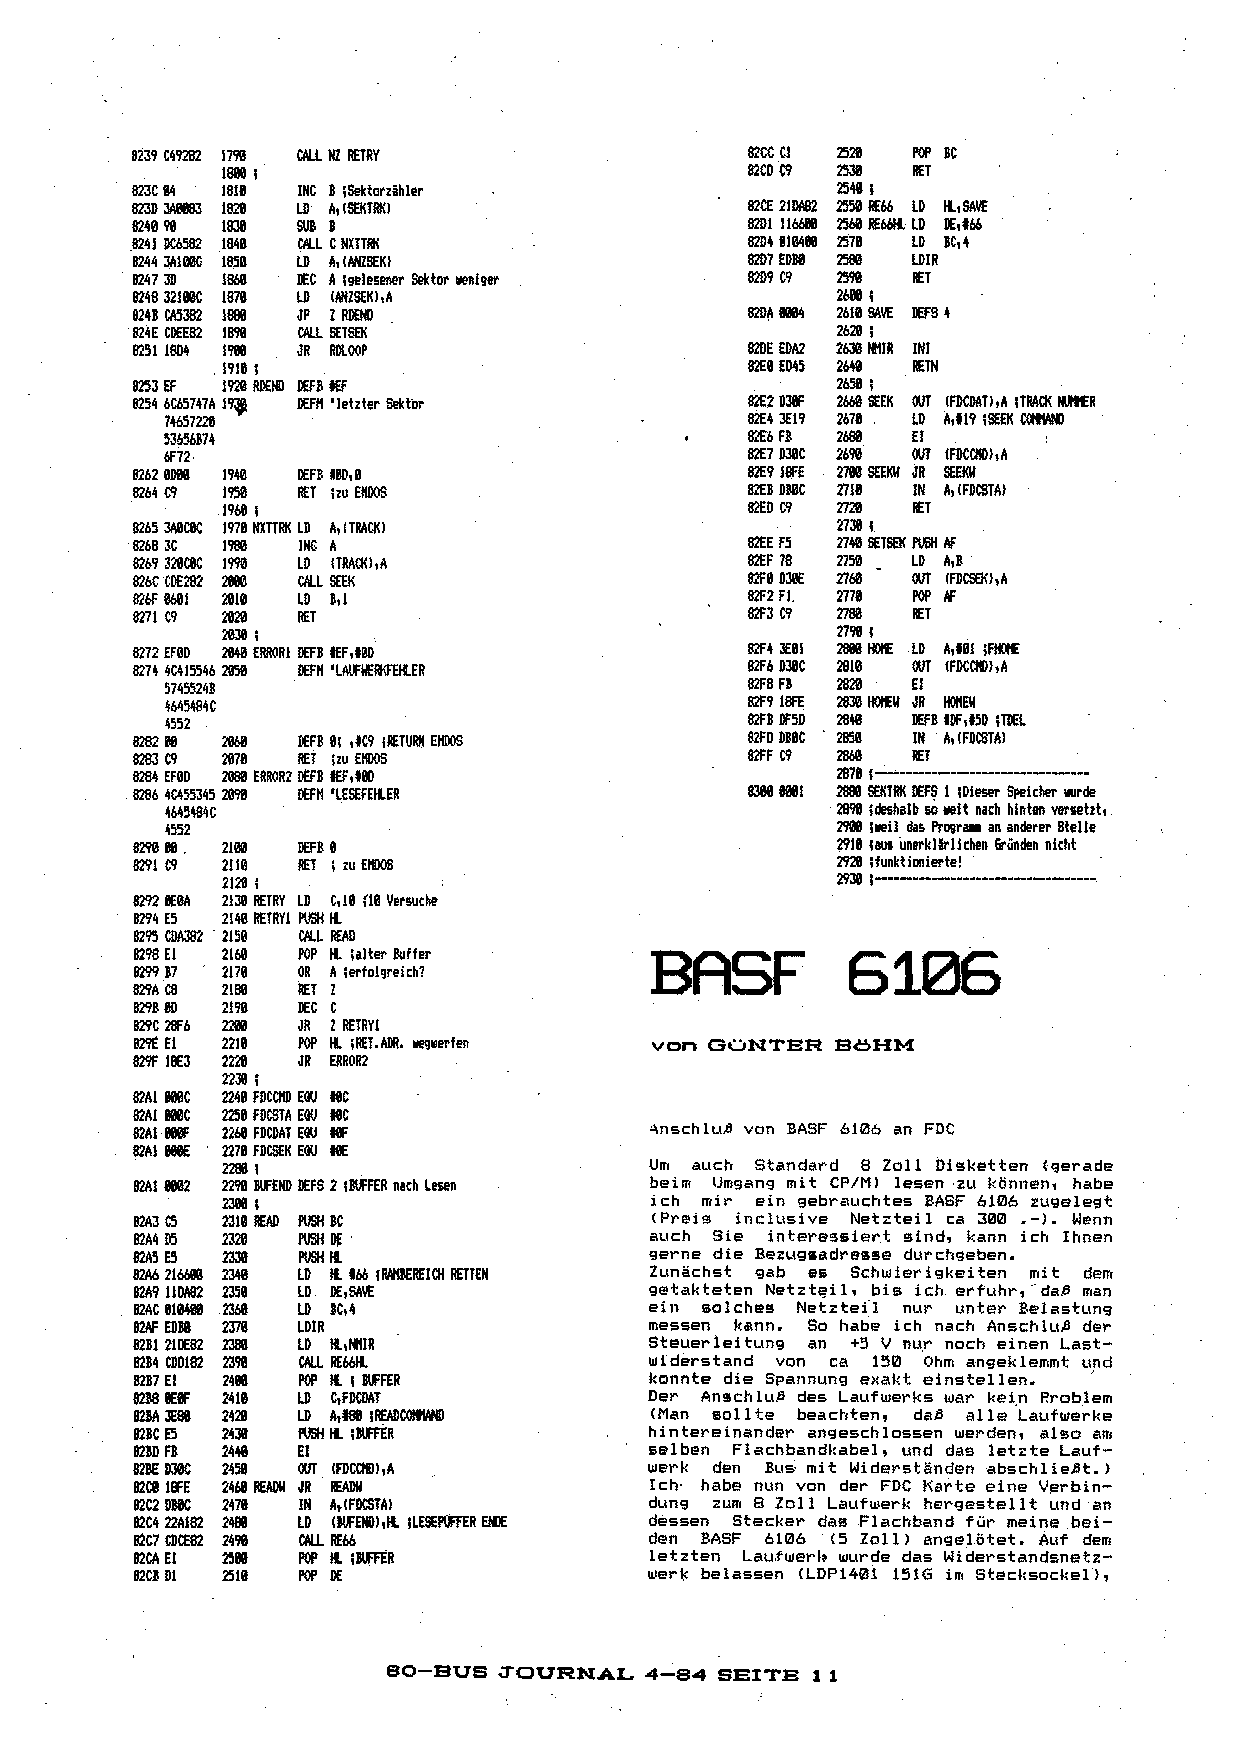 8239 C49282 1790 CALL NZ RETRY
1800 ;
823C 04 1810 INC B ;Sektorzähler
823D 3A0083 1820 LD A,(SEKTRK)
8240 90 1830 SUB B
8241 DC6582 1840 CALL C NXTTRK
8244 3A100C 1850 LD A,(ANZSEK)
8247 3D 1860 DEC A ;gelesener Sektor weniger
8248 32100C 1870 LD (ANZSEK),A
824B CA5382 1880 JP Z RDEND
824E CDEE82 1890 CALL SETSEK
8251 18D4 1900 JR RDLOOP
1910 ;
8253 EF 1920 RDEND DEFB #EF
8254 6C65747A 1930 DEFM "letzter Sektor
74657220
53656B74
6F72
8262 0D00 1940 DEFB #0D,0
8264 C9 1950 RET ;zu EMDOS
1960 ;
8265 3A0C0C 1970 NXTTRK LD A,(TRACK)
8268 3C 1980 INC A
8269 320C0C 1990 LD (TRACK),A
826C CDE282 2000 CALL SEEK
826F 0601 2010 LD B,1
8271 C9 2020 RET
2030 ;
8272 EF0D 2040 ERROR1 DEFB #EF,#0D
8274 4C415546 2050 DEFM "LAUFWERKFEHLER
5745524B
4645484C
4552
8282 00 2060 DEFB 0; ,#C9 ;RETURN EMDOS
8283 C9 2070 RET ;zu EMDOS
8284 EF0D 2080 ERROR2 DEFB #EF,#0D
8286 4C455345 2090 DEFM "LESEFEHLER
4645484C
4552
8290 00 2100 DEFB 0
8291 C9 2110 RET ; zu EMDOS
2120 ;
8292 0E0A 2130 RETRY LD C,10 ;10 Versuche
8294 E5 2140 RETRY1 PUSH HL
8295 CDA382 2150 CALL READ
8298 E1 2160 POP HL ;alter Buffer
8299 B7 2170 OR A ;erfolgreich?
829A C8 2180 RET Z
829B 0D 2190 DEC C
829C 28F6 2200 JR Z RETRY1
829E E1 2210 POP HL ;RET.ADR. wegwerfen
829F 18E3 2220 JR ERROR2
2230 ;
82A1 000C 2240 FDCCMD EQU #0C
82A1 000C 2250 FDCSTA EQU #0C
82A1 000F 2260 FDCDAT EQU #0F
82A1 000E 2270 FDCSEK EQU #0E
2280 ;
82A1 0002 2290 BUFEND DEFS 2 ;BUFFER nach Lesen
2300 ;
82A3 C5 2310 READ PUSH BC
82A4 D5 2320 PUSH DE
82A5 E5 2330 PUSH HL
82A6 216600 2340 LD HL #66 ;RAMBEREICH RETTEN
82A9 11DA82 2350 LD DE,SAVE
82AC 010400 2360 LD BC,4
82AF EDB0 2370 LDIR
82B1 21DE82 2380 LD HL,NMIR
82B4 CDD182 2390 CALL RE66HL
82B7 E1 2400 POP HL ; BUFFER
82B8 0E0F 2410 LD C,FDCDAT
82BA 3E80 2420 LD A,#80 ;READCOMMAND
82BC E5 2430 PUSH HL ;BUFFER
82BD FB 2440 EI
82BE D30C 2450 OUT (FDCCMD),A
82C0 18FE 2460 READW JR READW
82C2 DB0C 2470 IN A,(FDCSTA)
82C4 22A182 2480 LD (BUFEND),HL ;LESEPUFFER ENDE
82C7 CDCE82 2490 CALL RE66
82CA E1 2500 POP HL ;BUFFER
82CB D1 2510 POP DE
82CC C1 2520 POP BC
82CD C9 2530 RET
2540 ;
82CE 21DA82 2550 RE66 LD HL,SAVE
82D1 116600 2560 RE66HL LD DE,#66
82D4 010400 2570 LD BC,4
82D7 EDB0 2580 LDIR
82D9 C9 2590 RET
2600 ;
82DA 0004 2610 SAVE DEFS 4
2620 ;
82DE EDA2 2630 NMIR INI
82E0 ED45 2640 RETN
2650 ;
82E2 D30F 2660 SEEK OUT (FDCDAT),A ;TRACK NUMMER
82E4 3E19 2670 LD A,#19 ;SEEK COMMAND
82E6 FB 2680 EI
82E7 D30C 2690 OUT (FDCCMD),A
82E9 18FE 2700 SEEKW JR SEEKW
82EB DB0C 2710 IN A,(FDCSTA)
82ED C9 2720 RET
2730 ;
82EE F5 2740 SETSEK PUSH AF
82EF 78 2750 LD A,B
82F0 D30E 2760 OUT (FDCSEK),A
82F2 F1 2770 POP AF
82F3 C9 2780 RET
2790 ;
82F4 3E01 2800 HOME LD A,#01 ;FHOME
82F6 D30C 2810 OUT (FDCCMD),A
82F8 FB 2820 EI
82F9 18FE 2830 HOMEW JR HOMEW
82FB DF5D 2840 DEFB #DF,#5D ;TDEL
82FD DB0C 2850 IN A,(FDCSTA)
82FF C9 2860 RET
2870 ;--------------------------------
8300 0001 2880 SEKTRK DEFS 1 ;Dieser Speicher wurde
2890 ;deshalb so weit nach hinten versetzt,
2900 ;weil das Programm an anderer Stelle
2910 ;aus unerklärlichen Gründen nicht
2920 ;funktionierte!
2930 ;---------------------------------
BASF 6106
von GÜNTER BÖHM
Anschluß von BASF 6106 an FDC
Um auch Standard 8 Zoll Disketten (gerade
beim Umgang mit CP/M) lesen zu können, habe
ich mir ein gebrauchtes BASF 6106 zugelegt
(Preis inclusive Netzteil ca 300 .-). Wenn
auch Sie interessiert sind, kann ich Ihnen
gerne die Bezugsadresse durchgeben.
Zunächst gab es Schwierigkeiten mit dem
getakteten Netzteil, bis ich erfuhr, daß man
ein solches Netzteil nur unter Belastung
messen kann. So habe ich nach Anschluß der
Steuerleitung an +5 V nur noch einen Last-
widerstand von ca 150 Ohm angeklemmt und
konnte die Spannung exakt einstellen.
Der Anschluß des Laufwerks war kein Problem
(Man sollte beachten, daß alle Laufwerke
hintereinander angeschlossen werden, also am
selben Flachbandkabel, und das letzte Lauf-
werk den Bus mit Widerständen abschließt.)
Ich habe nun von der FDC Karte eine Verbin-
dung zum 8 Zoll Laufwerk hergestellt und an
dessen Stecker das Flachband für meine bei-
den BASF 6106 (5 Zoll) angelötet. Auf dem
letzten Laufwerk wurde das Widerstandsnetz-
werk belassen (LDP140i 151G im Stecksockel),
80-BUS JOURNAL 4-84 SEITE 11